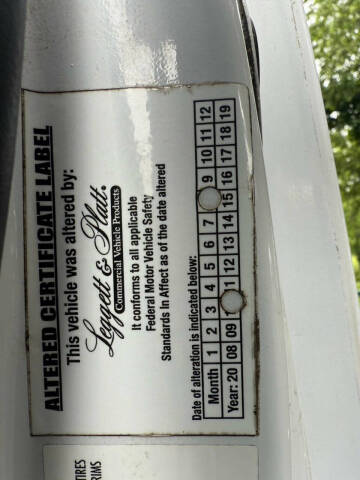 ALTERED CERTIFICATE LABEL
This vehicle was altered by:
Leggett & Platt.
Commercial Vehicle Products
It conforms to all applicable
Federal Motor Vehicle Safety
Standards In Affect as of the date altered
Date of alteration is indicated below:
Month 1 2 3 4 5 6 7 9 10 11 12
Year: 20 08 09 11 12 13 14 15 16 17 18 19
TIRES
RIMS